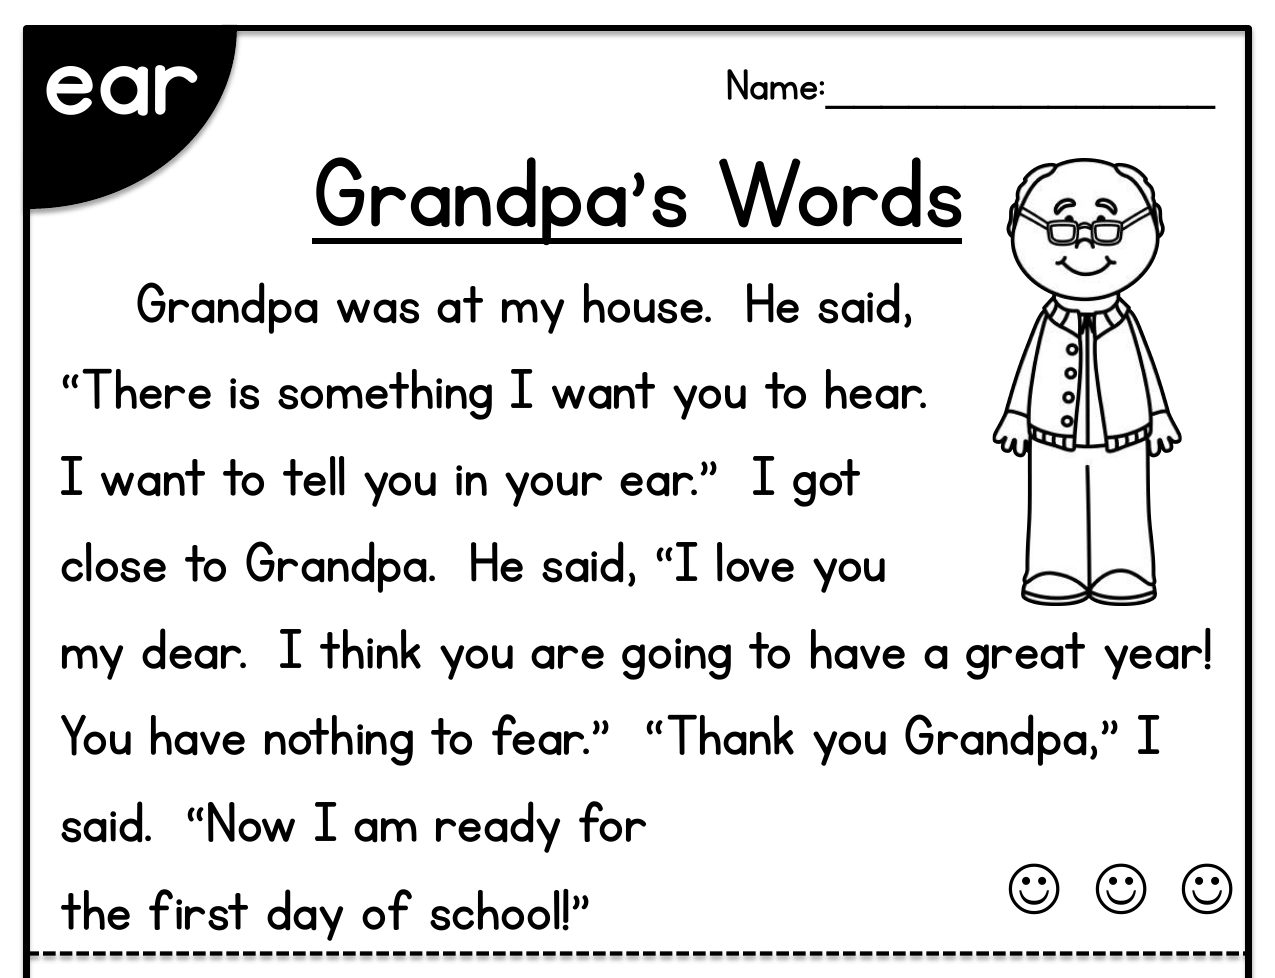 ear
Name:
Grandpa's Words
Grandpa was at my house.  He said,
“There is something I want you to hear.
I want to tell you in your ear.”  I got
close to Grandpa.  He said, “I love you
my dear.  I think you are going to have a great year!
You have nothing to fear.”  “Thank you Grandpa,” I
said.  “Now I am ready for
the first day of school!”